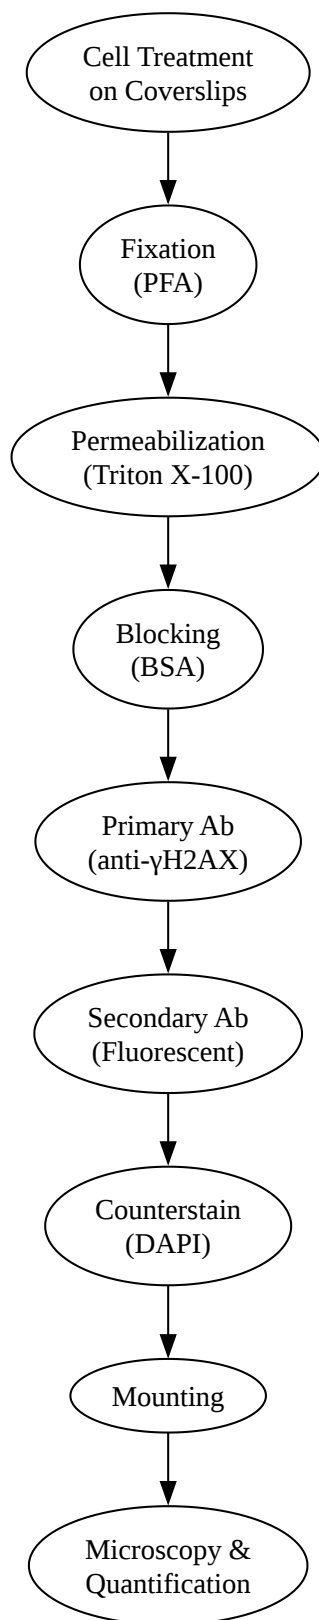 Cell Treatment
on Coverslips
Fixation
(PFA)
Permeabilization
(Triton X-100)
Blocking
(BSA)
Primary Ab
(anti-γH2AX)
Secondary Ab
(Fluorescent)
Counterstain
(DAPI)
Mounting
Microscopy &
Quantification